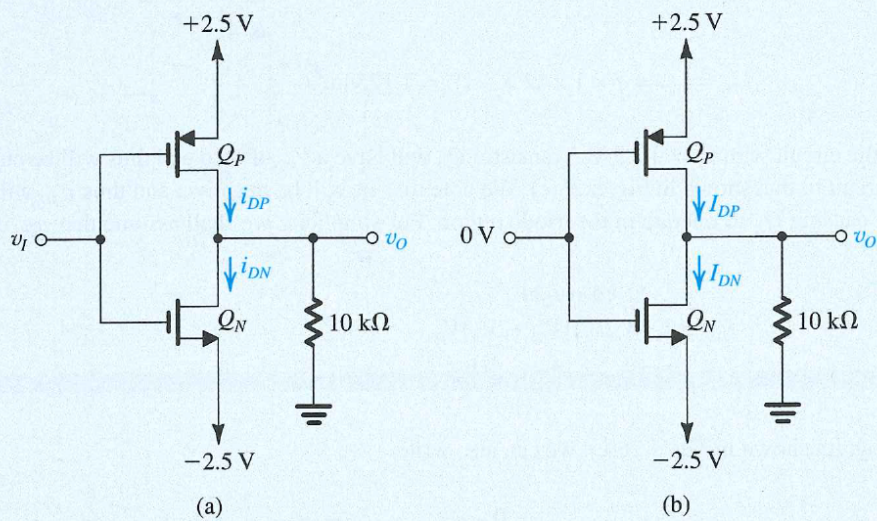 +2.5 V
Q_P
i_DP
v_I
v_O
i_DN
Q_N
10 kΩ
−2.5 V
(a)
+2.5 V
Q_P
I_DP
0 V
v_O
I_DN
Q_N
10 kΩ
−2.5 V
(b)